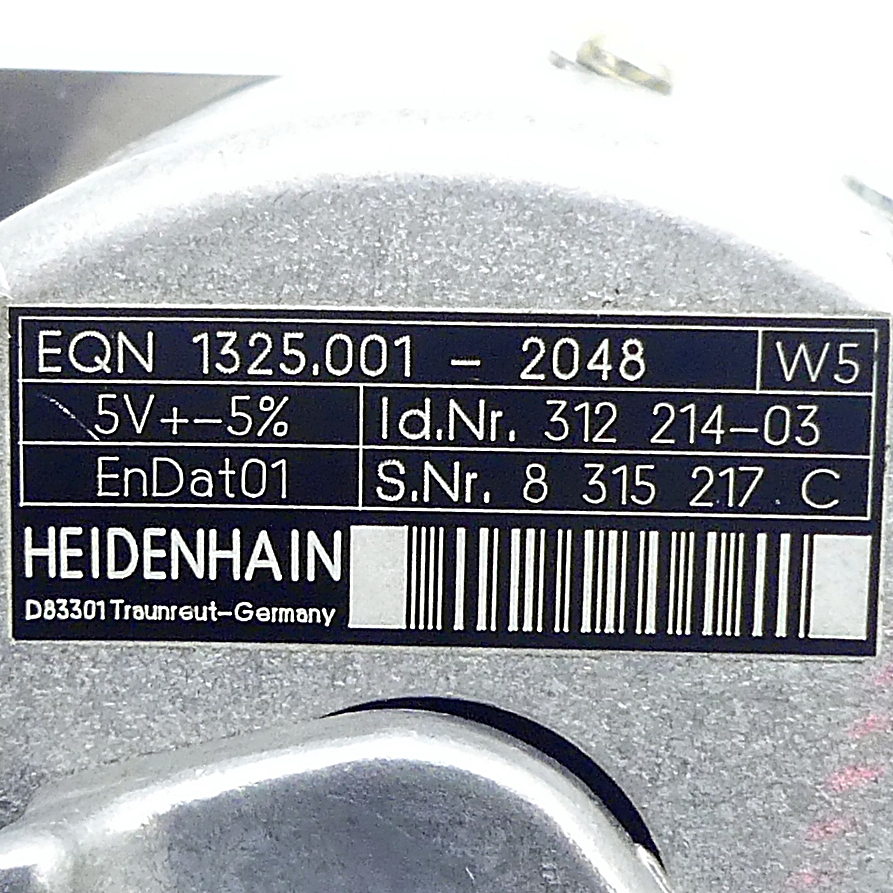 EQN 1325.001 - 2048 W5
5V+-5% Id.Nr. 312 214-03
EnDat01 S.Nr. 8 315 217 C
HEIDENHAIN
D83301 Traunreut-Germany